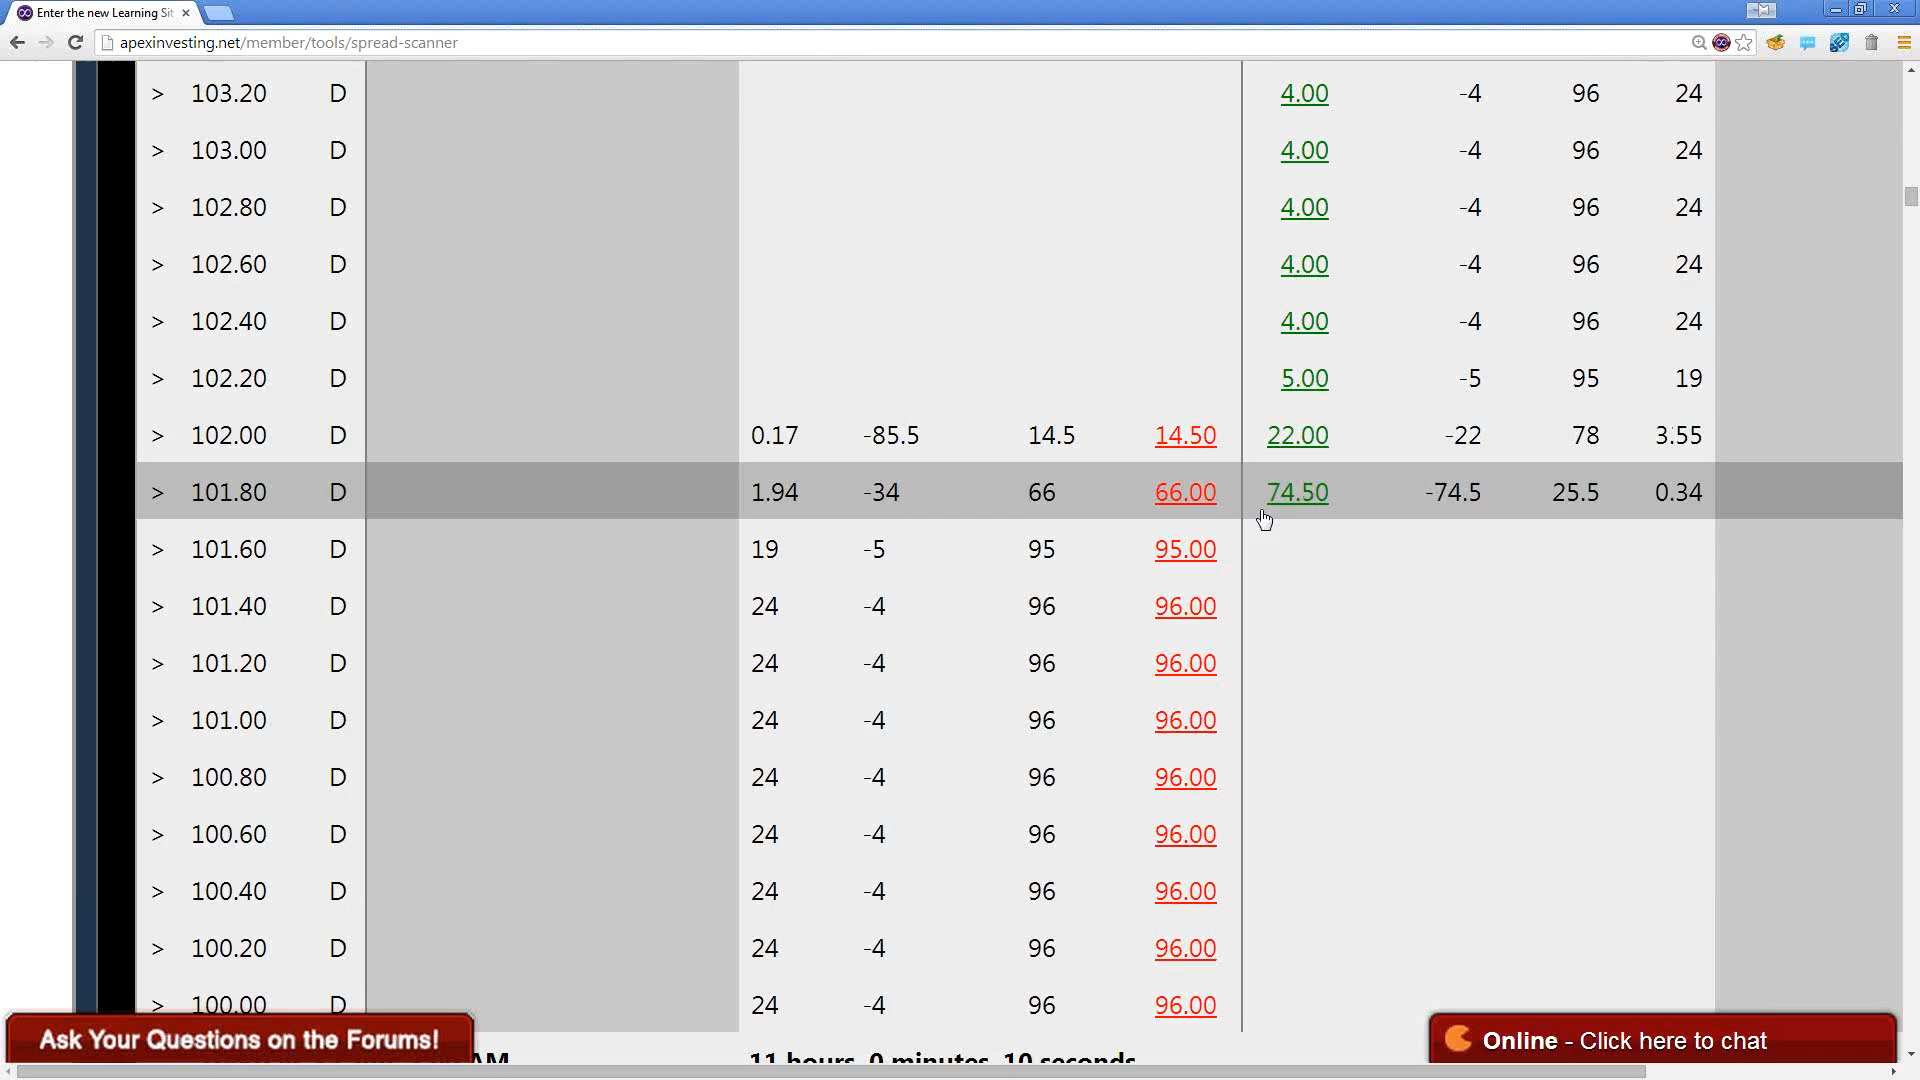 Enter the new Learning Sit
apexinvesting.net/member/tools/spread-scanner
> 103.20 D 4.00 -4 96 24
> 103.00 D 4.00 -4 96 24
> 102.80 D 4.00 -4 96 24
> 102.60 D 4.00 -4 96 24
> 102.40 D 4.00 -4 96 24
> 102.20 D 5.00 -5 95 19
> 102.00 D 0.17 -85.5 14.5 14.50 22.00 -22 78 3.55
> 101.80 D 1.94 -34 66 66.00 74.50 -74.5 25.5 0.34
> 101.60 D 19 -5 95 95.00
> 101.40 D 24 -4 96 96.00
> 101.20 D 24 -4 96 96.00
> 101.00 D 24 -4 96 96.00
> 100.80 D 24 -4 96 96.00
> 100.60 D 24 -4 96 96.00
> 100.40 D 24 -4 96 96.00
> 100.20 D 24 -4 96 96.00
> 100.00 D 24 -4 96 96.00
AM 11 hours, 0 minutes, 10 seconds
Ask Your Questions on the Forums!
Online - Click here to chat